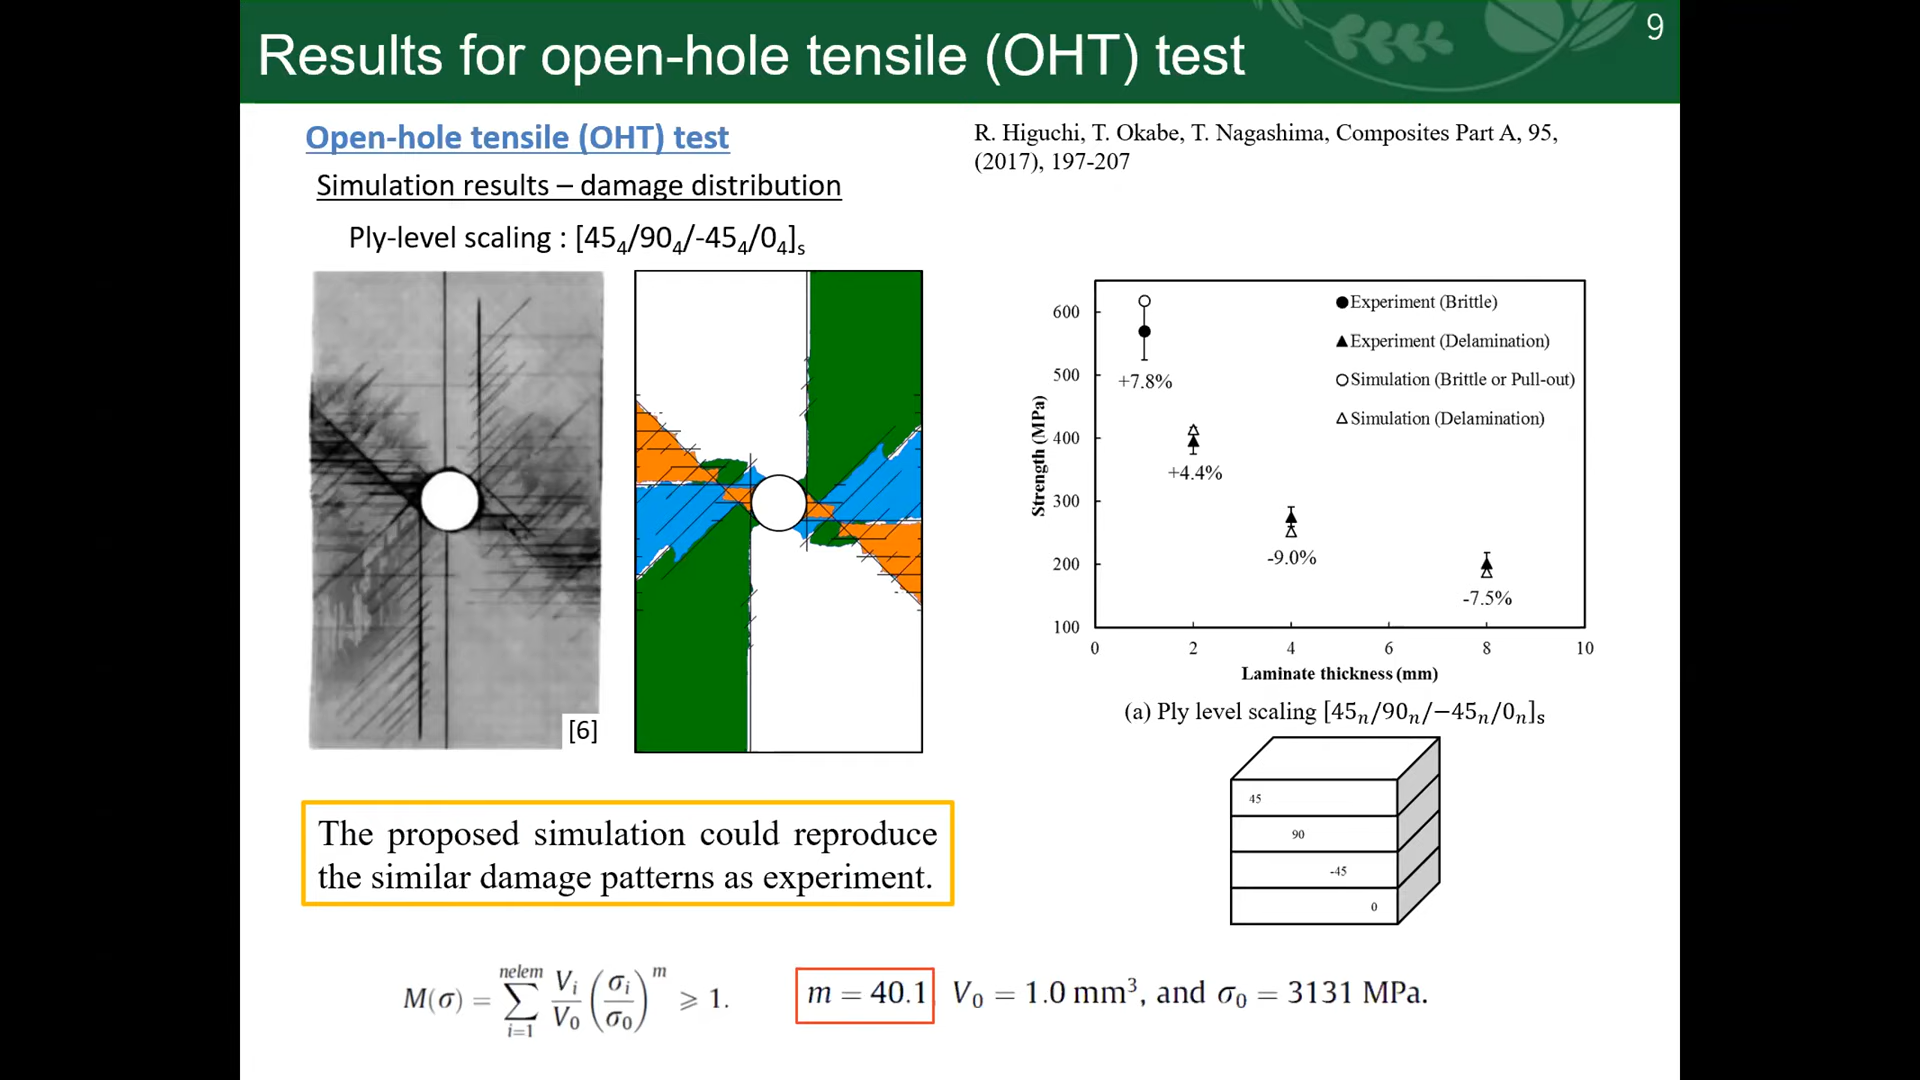 9
Results for open-hole tensile (OHT) test
Open-hole tensile (OHT) test
R. Higuchi, T. Okabe, T. Nagashima, Composites Part A, 95,
(2017), 197-207
Simulation results – damage distribution
Ply-level scaling : [45₄/90₄/-45₄/0₄]ₛ
[6]
600
500
400
300
200
100
Strength (MPa)
●Experiment (Brittle)
▲Experiment (Delamination)
○Simulation (Brittle or Pull-out)
△Simulation (Delamination)
+7.8%
+4.4%
-9.0%
-7.5%
0 2 4 6 8 10
Laminate thickness (mm)
(a) Ply level scaling [45ₙ/90ₙ/−45ₙ/0ₙ]ₛ
45
90
-45
0
The proposed simulation could reproduce
the similar damage patterns as experiment.
M(σ) = ∑_{i=1}^{nelem} V_i/V_0 (σ_i/σ_0)^m ⩾ 1.
m = 40.1 V₀ = 1.0 mm³, and σ₀ = 3131 MPa.